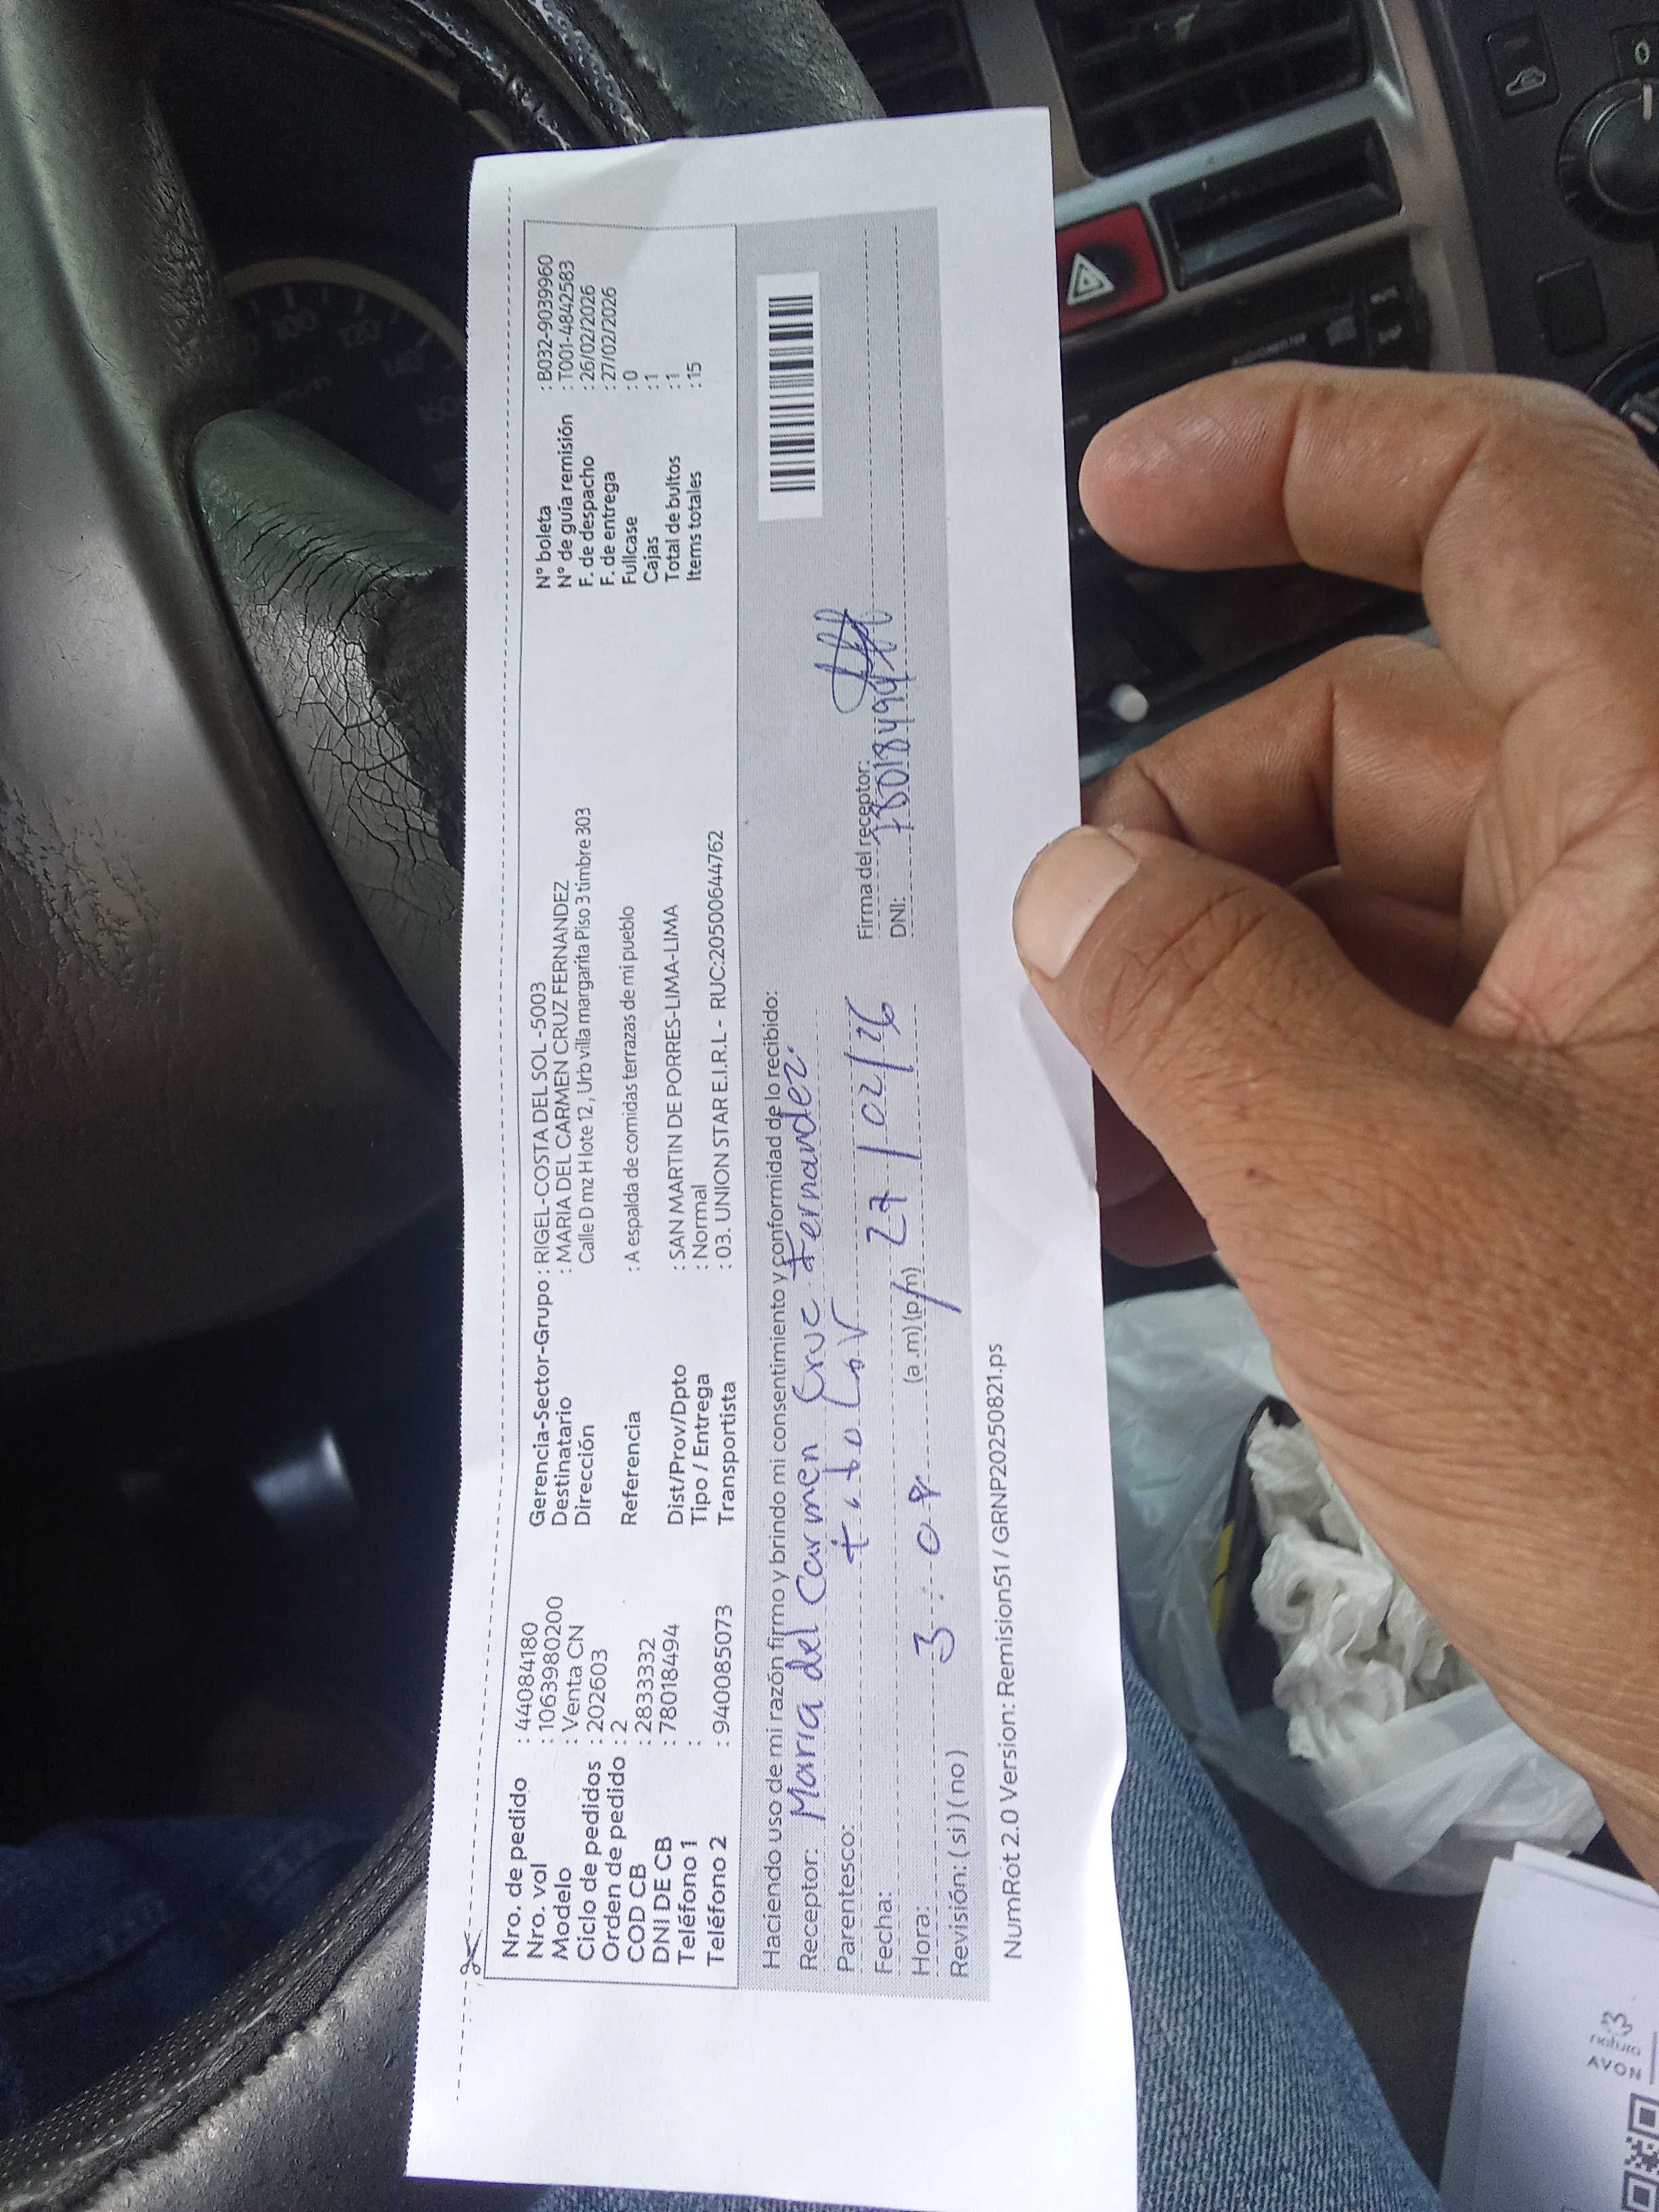 Nro. de pedido : 44084180
Nro. vol : 1063980200
Modelo : Venta CN
Ciclo de pedidos : 202603
Orden de pedido : 2
COD CB : 2833332
DNI DE CB : 78018494
Teléfono 1 :
Teléfono 2 : 940085073
Gerencia-Sector-Grupo : RIGEL-COSTA DEL SOL -5003
Destinatario : MARIA DEL CARMEN CRUZ FERNANDEZ
Dirección Calle D mz H lote 12 , Urb villa margarita Piso 3 timbre 303
Referencia : A espalda de comidas terrazas de mi pueblo
Dist/Prov/Dpto : SAN MARTIN DE PORRES-LIMA-LIMA
Tipo / Entrega : Normal
Transportista : 03. UNION STAR E.I.R.L - RUC:20500644762
N° boleta : B032-9039960
N° de guía remisión : T001-4842583
F. de despacho : 26/02/2026
F. de entrega : 27/02/2026
Fullcase : 0
Cajas : 1
Total de bultos : 1
Items totales : 15
Haciendo uso de mi razón firmo y brindo mi consentimiento y conformidad de lo recibido:
Receptor: Maria del Carmen Cruz Fernandez.
Parentesco:
Fecha: 27/02/26
Hora: 3:08 (a .m) (p.m)
Revisión: ( si ) ( no )
Firma del receptor:
DNI: 78018494
NumRot 2.0 Version: Remision51 / GRNP20250821.ps
natura
AVON
3